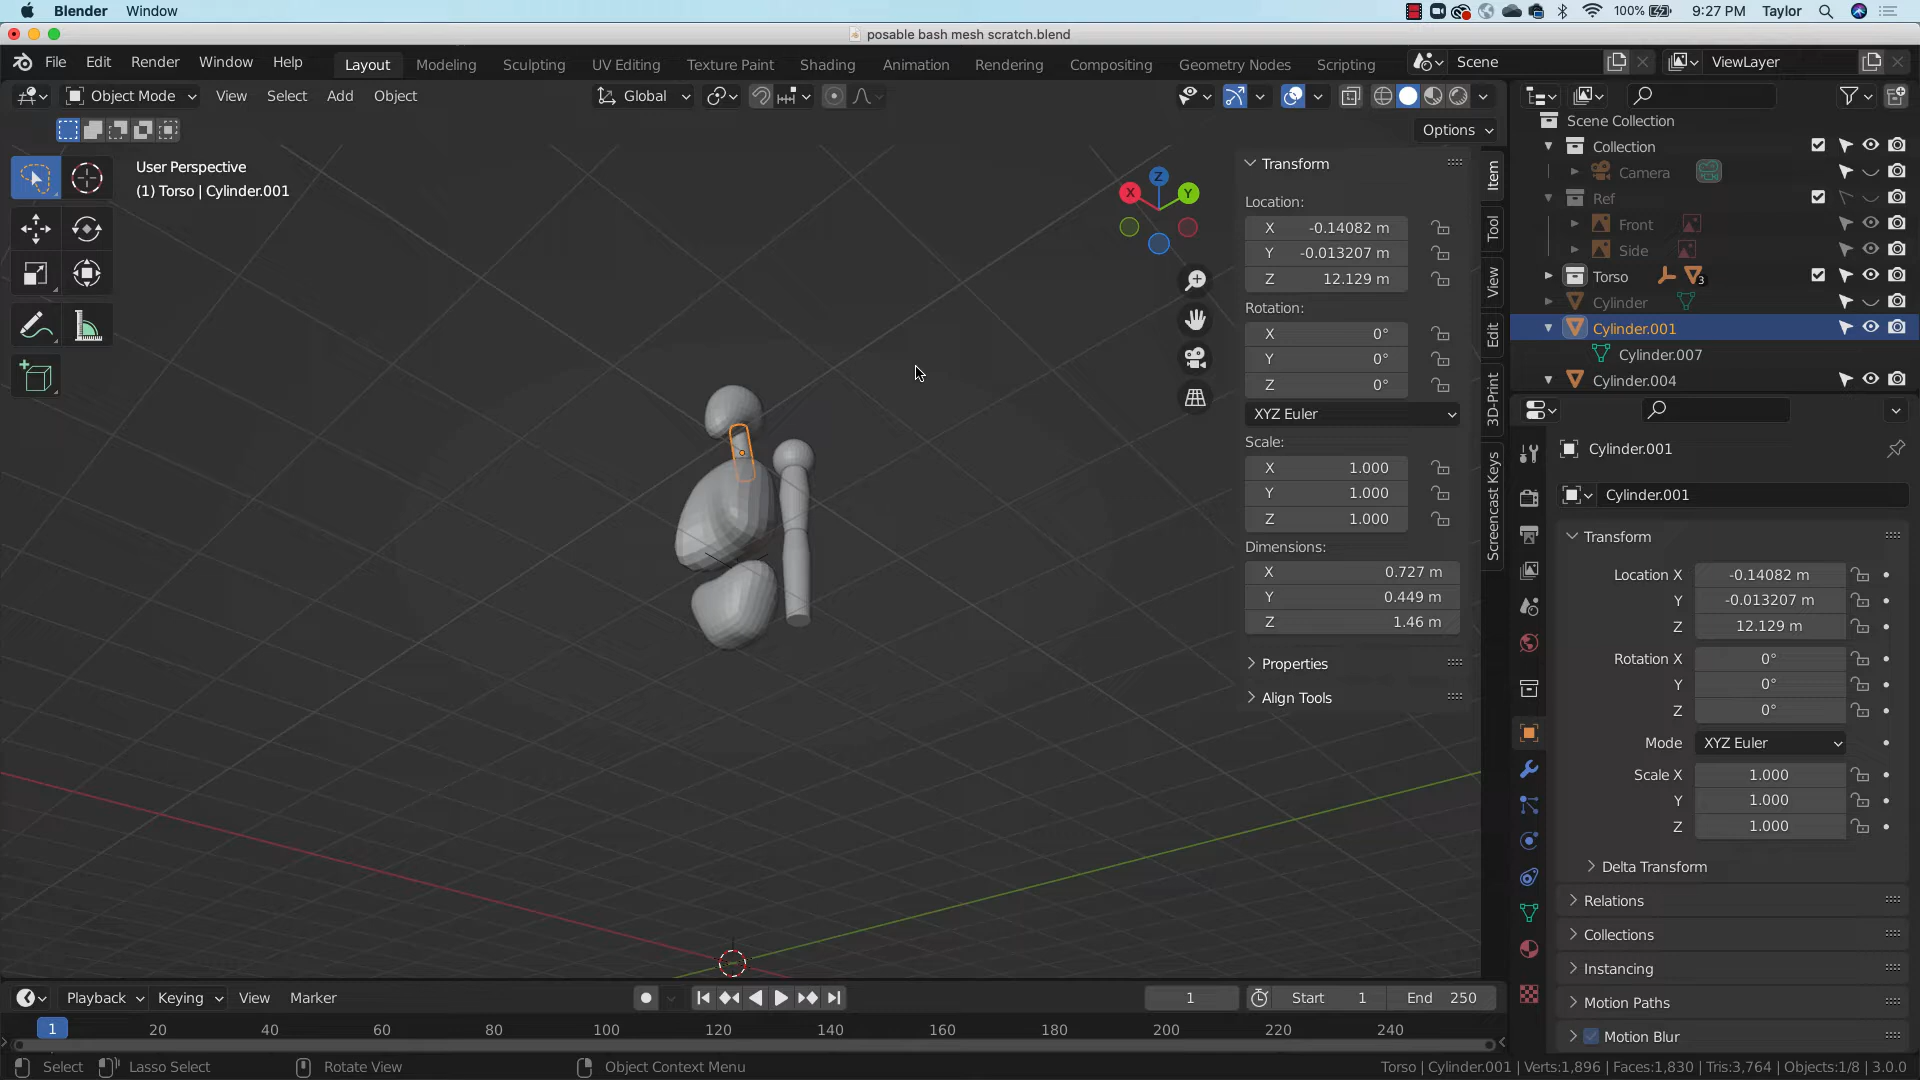 Blender Window 100% 9:27 PM Taylor
posable bash mesh scratch.blend
File Edit Render Window Help Layout Modeling Sculpting UV Editing Texture Paint Shading Animation Rendering Compositing Geometry Nodes Scripting Scene ViewLayer
Object Mode View Select Add Object Global
Options
User Perspective
(1) Torso | Cylinder.001
X
Y
Z
Transform
Location:
X -0.14082 m
Y -0.013207 m
Z 12.129 m
Rotation:
X 0°
Y 0°
Z 0°
XYZ Euler
Scale:
X 1.000
Y 1.000
Z 1.000
Dimensions:
X 0.727 m
Y 0.449 m
Z 1.46 m
Properties
Align Tools
Item
Tool
View
Edit
3D-Print
Screencast Keys
Scene Collection
Collection
Camera
Ref
Front
Side
Torso 3
Cylinder
Cylinder.001
Cylinder.007
Cylinder.004
Cylinder.001
Cylinder.001
Transform
Location X -0.14082 m
Y -0.013207 m
Z 12.129 m
Rotation X 0°
Y 0°
Z 0°
Mode XYZ Euler
Scale X 1.000
Y 1.000
Z 1.000
Delta Transform
Relations
Collections
Instancing
Motion Paths
Motion Blur
Playback Keying View Marker 1 Start 1 End 250
1 20 40 60 80 100 120 140 160 180 200 220 240
Select Lasso Select Rotate View Object Context Menu Torso | Cylinder.001 | Verts:1,896 | Faces:1,830 | Tris:3,764 | Objects:1/8 | 3.0.0